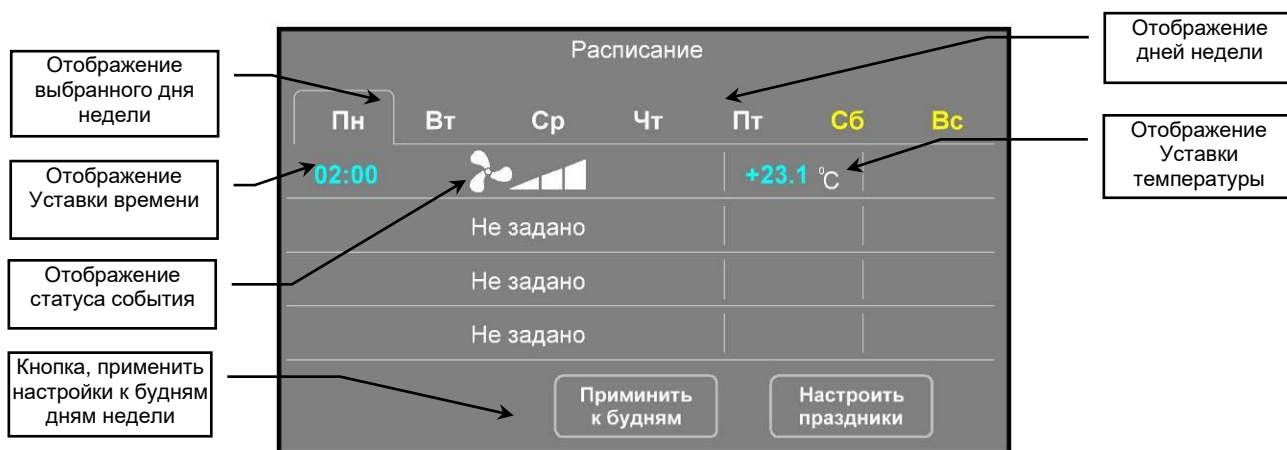 Отображение
выбранного дня
недели
Отображение
Уставки времени
Отображение
статуса события
Кнопка, применить
настройки к будням
дням недели
Расписание
Пн Вт Ср Чт Пт Сб Вс
02:00 +23.1 °C
Не задано
Не задано
Не задано
Приминить
к будням
Настроить
праздники
Отображение
дней недели
Отображение
Уставки
температуры